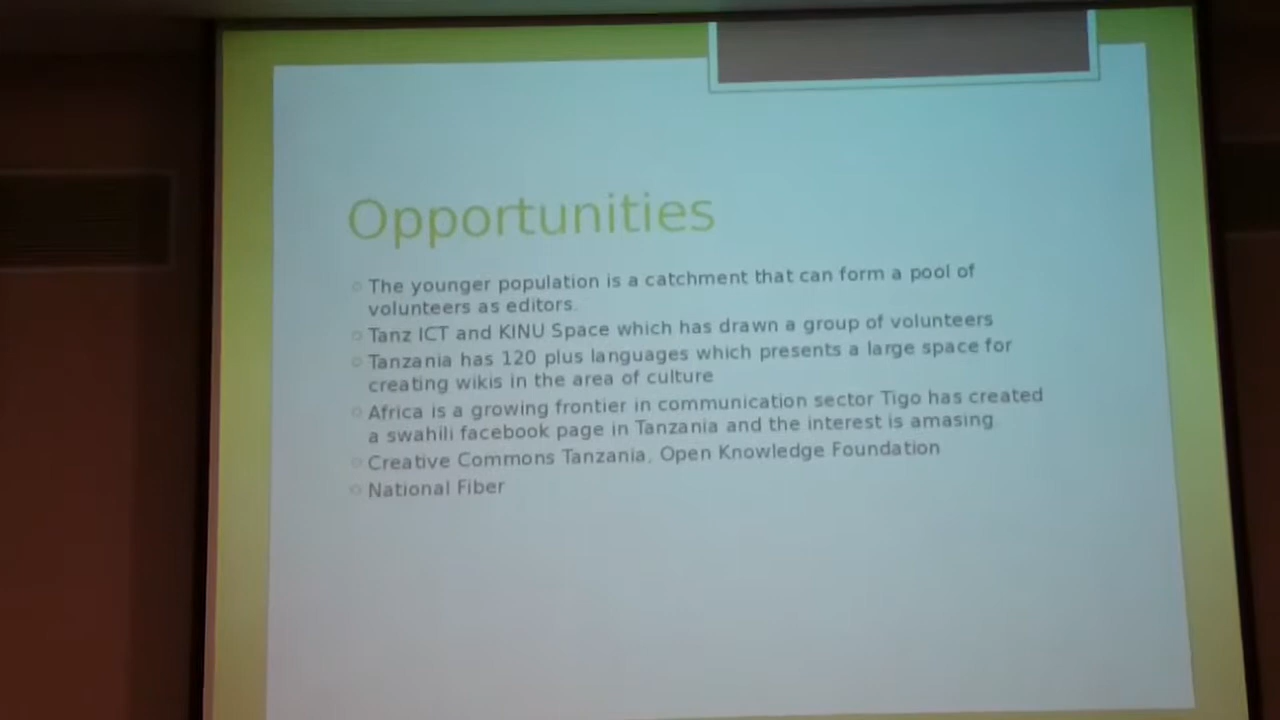 Opportunities
The younger population is a catchment that can form a pool of
volunteers as editors.
Tanz ICT and KINU Space which has drawn a group of volunteers
Tanzania has 120 plus languages which presents a large space for
creating wikis in the area of culture
Africa is a growing frontier in communication sector Tigo has created
a swahili facebook page in Tanzania and the interest is amasing
Creative Commons Tanzania, Open Knowledge Foundation
National Fiber